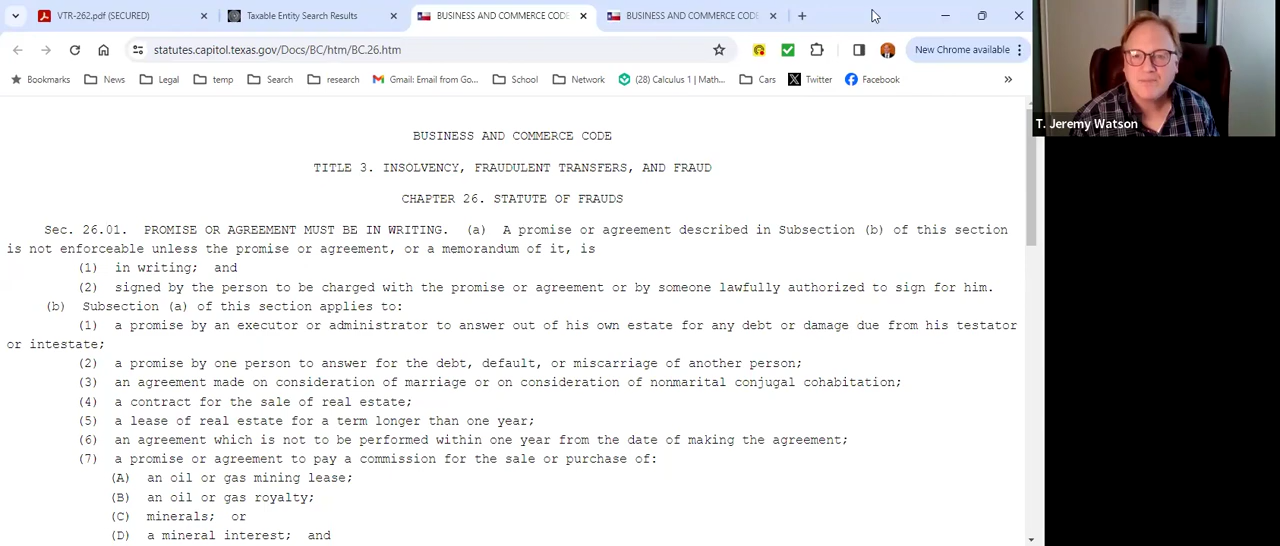 VTR-262.pdf (SECURED)
Taxable Entity Search Results
BUSINESS AND COMMERCE CODE
BUSINESS AND COMMERCE CODE
statutes.capitol.texas.gov/Docs/BC/htm/BC.26.htm
New Chrome available
Bookmarks News Legal temp Search research Gmail: Email from Go... School Network (28) Calculus 1 | Math... Cars Twitter Facebook
T. Jeremy Watson
BUSINESS AND COMMERCE CODE
TITLE 3. INSOLVENCY, FRAUDULENT TRANSFERS, AND FRAUD
CHAPTER 26. STATUTE OF FRAUDS
Sec. 26.01. PROMISE OR AGREEMENT MUST BE IN WRITING. (a) A promise or agreement described in Subsection (b) of this section
is not enforceable unless the promise or agreement, or a memorandum of it, is
(1) in writing; and
(2) signed by the person to be charged with the promise or agreement or by someone lawfully authorized to sign for him.
(b) Subsection (a) of this section applies to:
(1) a promise by an executor or administrator to answer out of his own estate for any debt or damage due from his testator
or intestate;
(2) a promise by one person to answer for the debt, default, or miscarriage of another person;
(3) an agreement made on consideration of marriage or on consideration of nonmarital conjugal cohabitation;
(4) a contract for the sale of real estate;
(5) a lease of real estate for a term longer than one year;
(6) an agreement which is not to be performed within one year from the date of making the agreement;
(7) a promise or agreement to pay a commission for the sale or purchase of:
(A) an oil or gas mining lease;
(B) an oil or gas royalty;
(C) minerals; or
(D) a mineral interest; and